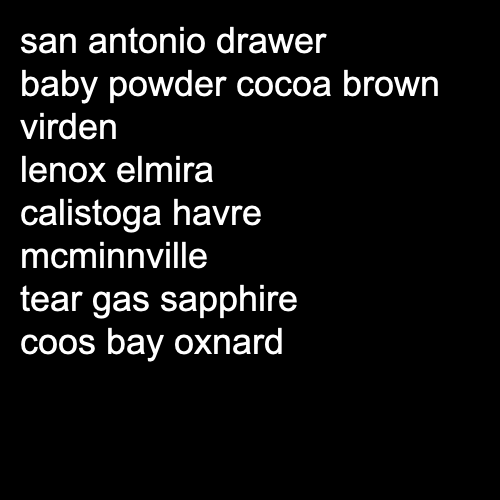 san antonio drawer
baby powder cocoa brown
virden
lenox elmira
calistoga havre
mcminnville
tear gas sapphire
coos bay oxnard